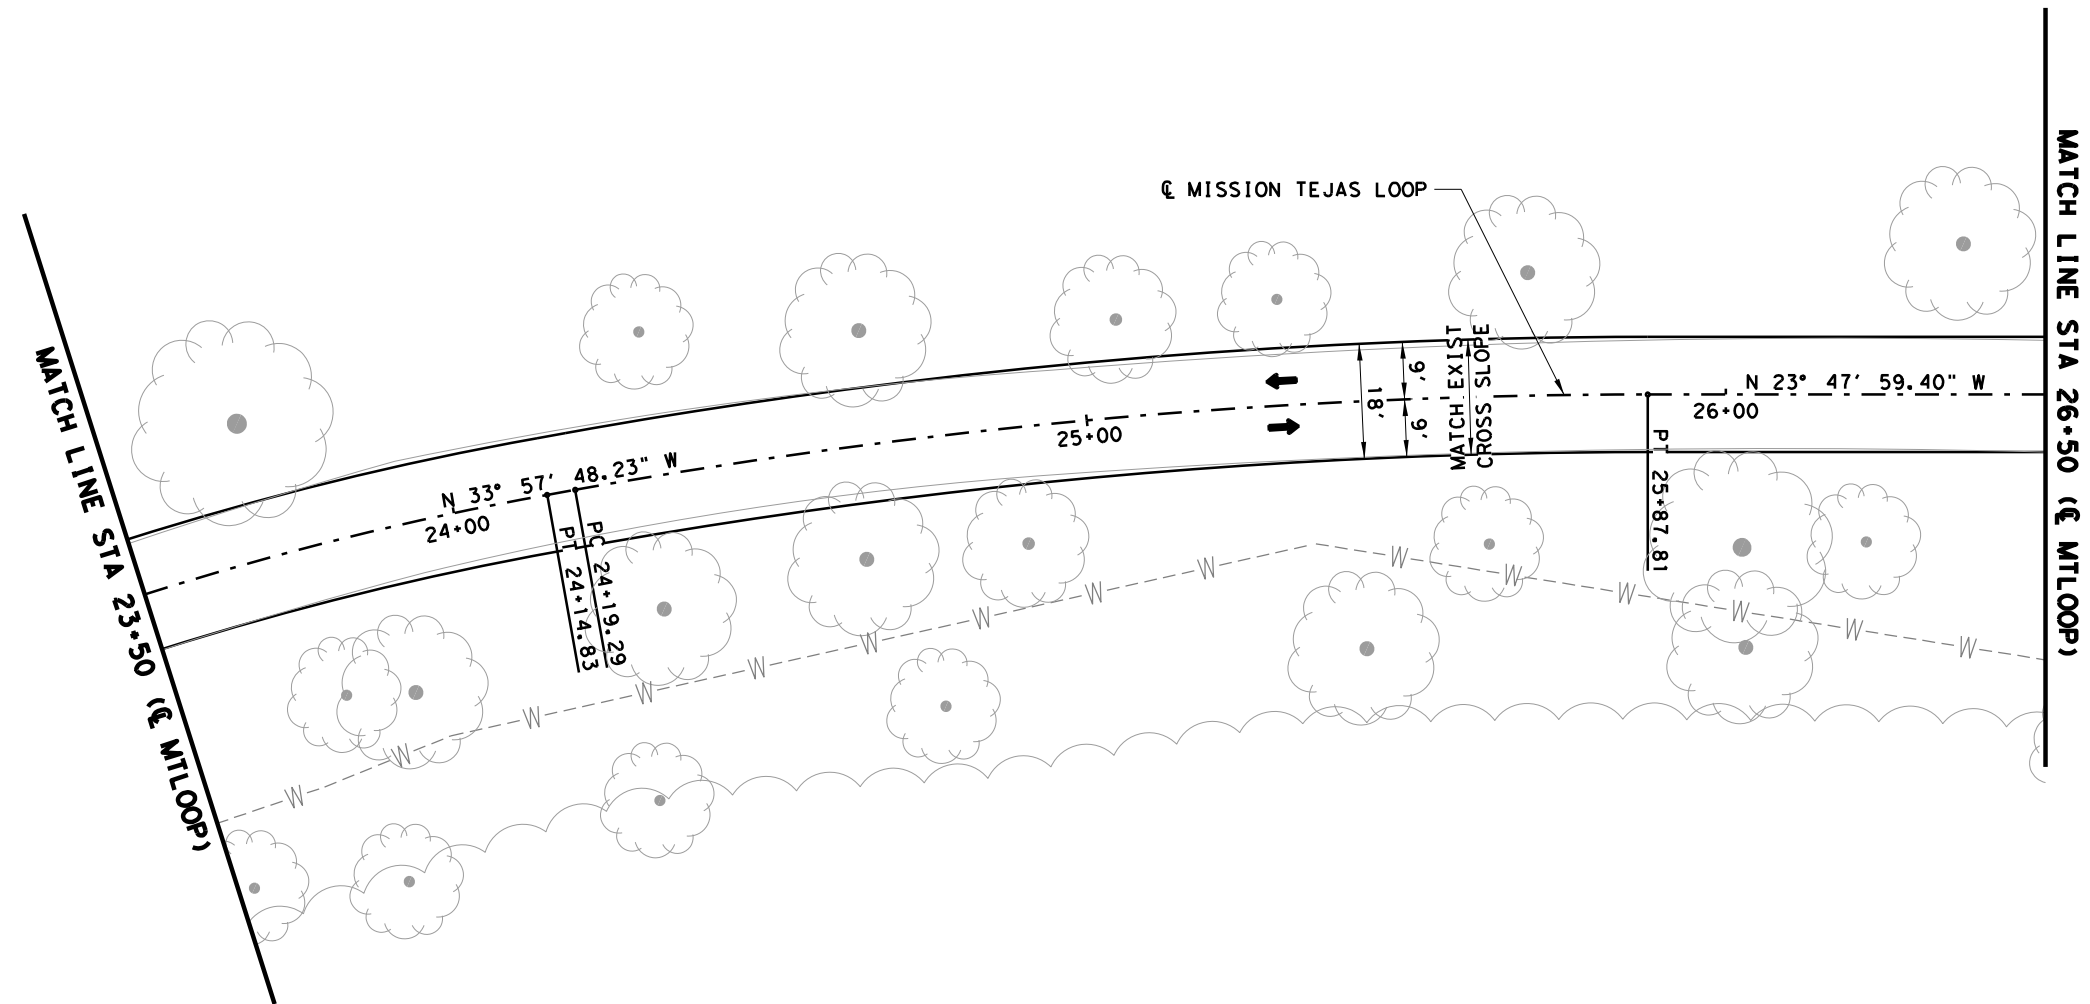 ℄ MISSION TEJAS LOOP
MATCH LINE STA 23+50 (℄ MTLOOP)
N 33° 57' 48.23" W
24+00
PT 24+14.83
PC 24+19.29
25+00
18'
9'
9'
MATCH EXIST
CROSS SLOPE
N 23° 47' 59.40" W
26+00
PT 25+87.81
W W W W W W W W W W W W W W W
MATCH LINE STA 26+50 (℄ MTLOOP)